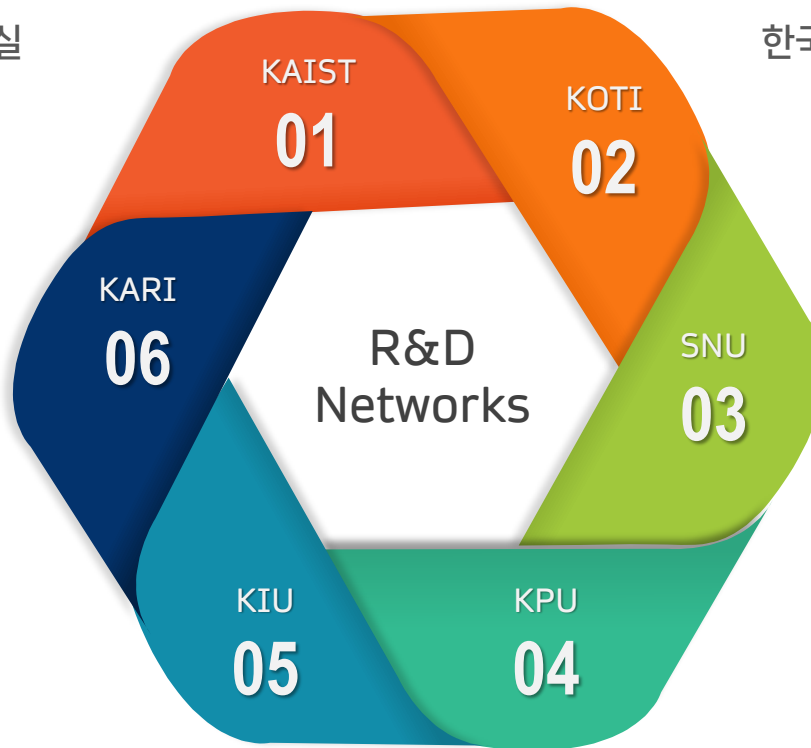 실
한국
KAIST
01
KOTI
02
SNU
03
KPU
04
KIU
05
KARI
06
R&D
Networks